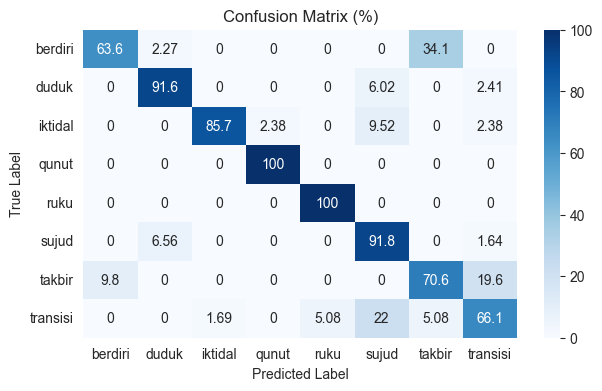 Confusion Matrix (%)
True Label
berdiri 63.6 2.27 0 0 0 0 34.1 0
duduk 0 91.6 0 0 0 6.02 0 2.41
iktidal 0 0 85.7 2.38 0 9.52 0 2.38
qunut 0 0 0 100 0 0 0 0
ruku 0 0 0 0 100 0 0 0
sujud 0 6.56 0 0 0 91.8 0 1.64
takbir 9.8 0 0 0 0 0 70.6 19.6
transisi 0 0 1.69 0 5.08 22 5.08 66.1
berdiri duduk iktidal qunut ruku sujud takbir transisi
Predicted Label
100
80
60
40
20
0